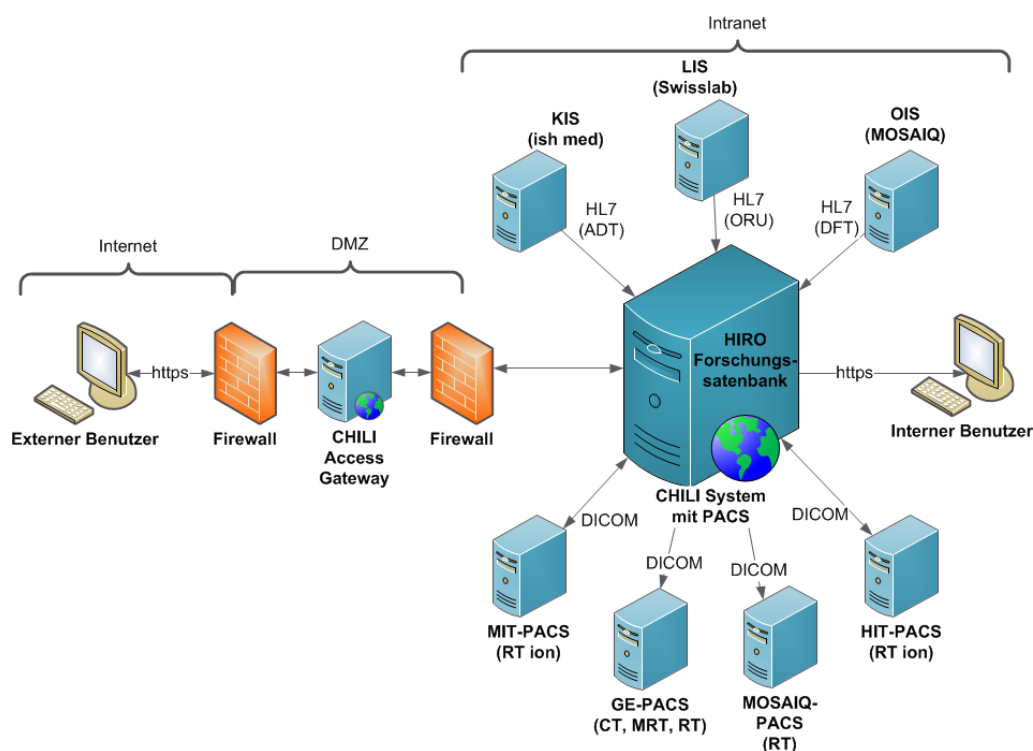 Intranet
LIS
(Swisslab)
KIS
(ish med)
OIS
(MOSAIQ)
HL7
(ADT)
HL7
(ORU)
HL7
(DFT)
Internet
DMZ
HIRO
Forschungs-
satenbank
https
https
Externer Benutzer
Firewall
CHILI
Access
Gateway
Firewall
Interner Benutzer
CHILI System
mit PACS
DICOM
DICOM
DICOM
DICOM
MIT-PACS
(RT ion)
HIT-PACS
(RT ion)
GE-PACS
(CT, MRT, RT)
MOSAIQ-
PACS
(RT)